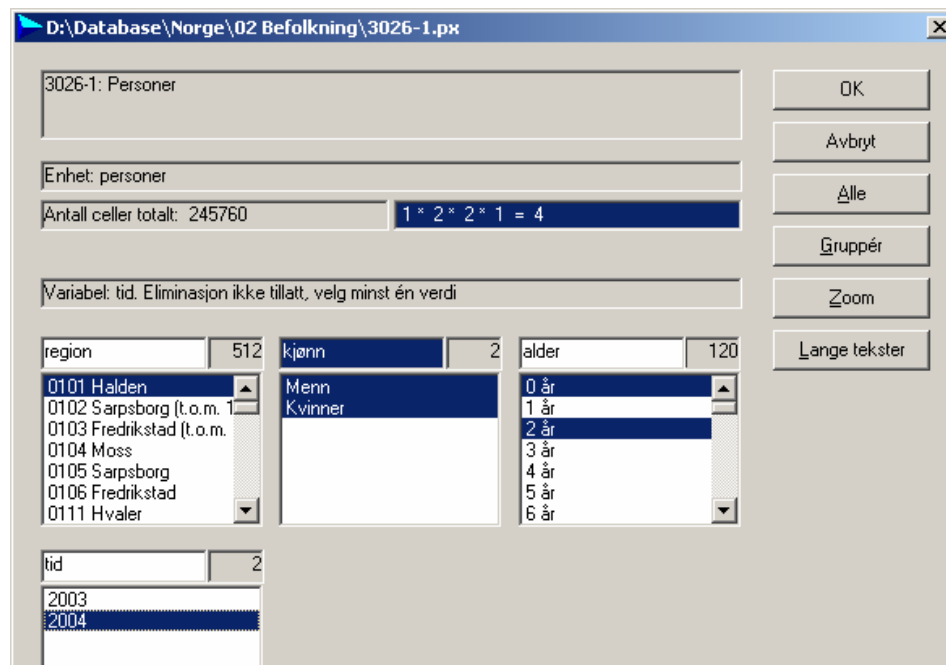 D:\Database\Norge\02 Befolkning\3026-1.px
3026-1: Personer
OK
Avbryt
Enhet: personer
Alle
Antall celler totalt: 245760
1 * 2 * 2 * 1 = 4
Gruppér
Variabel: tid. Eliminasjon ikke tillatt, velg minst én verdi
Zoom
Lange tekster
region 512
0101 Halden
0102 Sarpsborg (t.o.m. 1
0103 Fredrikstad (t.o.m.
0104 Moss
0105 Sarpsborg
0106 Fredrikstad
0111 Hvaler
kjønn 2
Menn
Kvinner
alder 120
0 år
1 år
2 år
3 år
4 år
5 år
6 år
tid 2
2003
2004